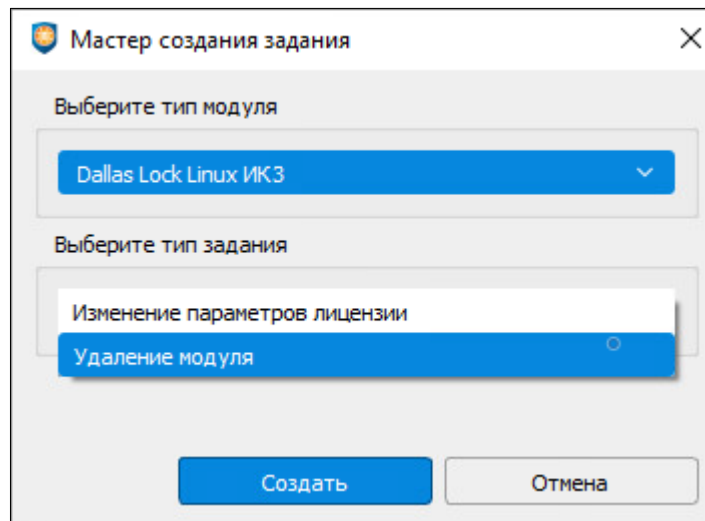 Мастер создания задания
Выберите тип модуля
Dallas Lock Linux ИКЗ
Выберите тип задания
Изменение параметров лицензии
Удаление модуля
Создать
Отмена